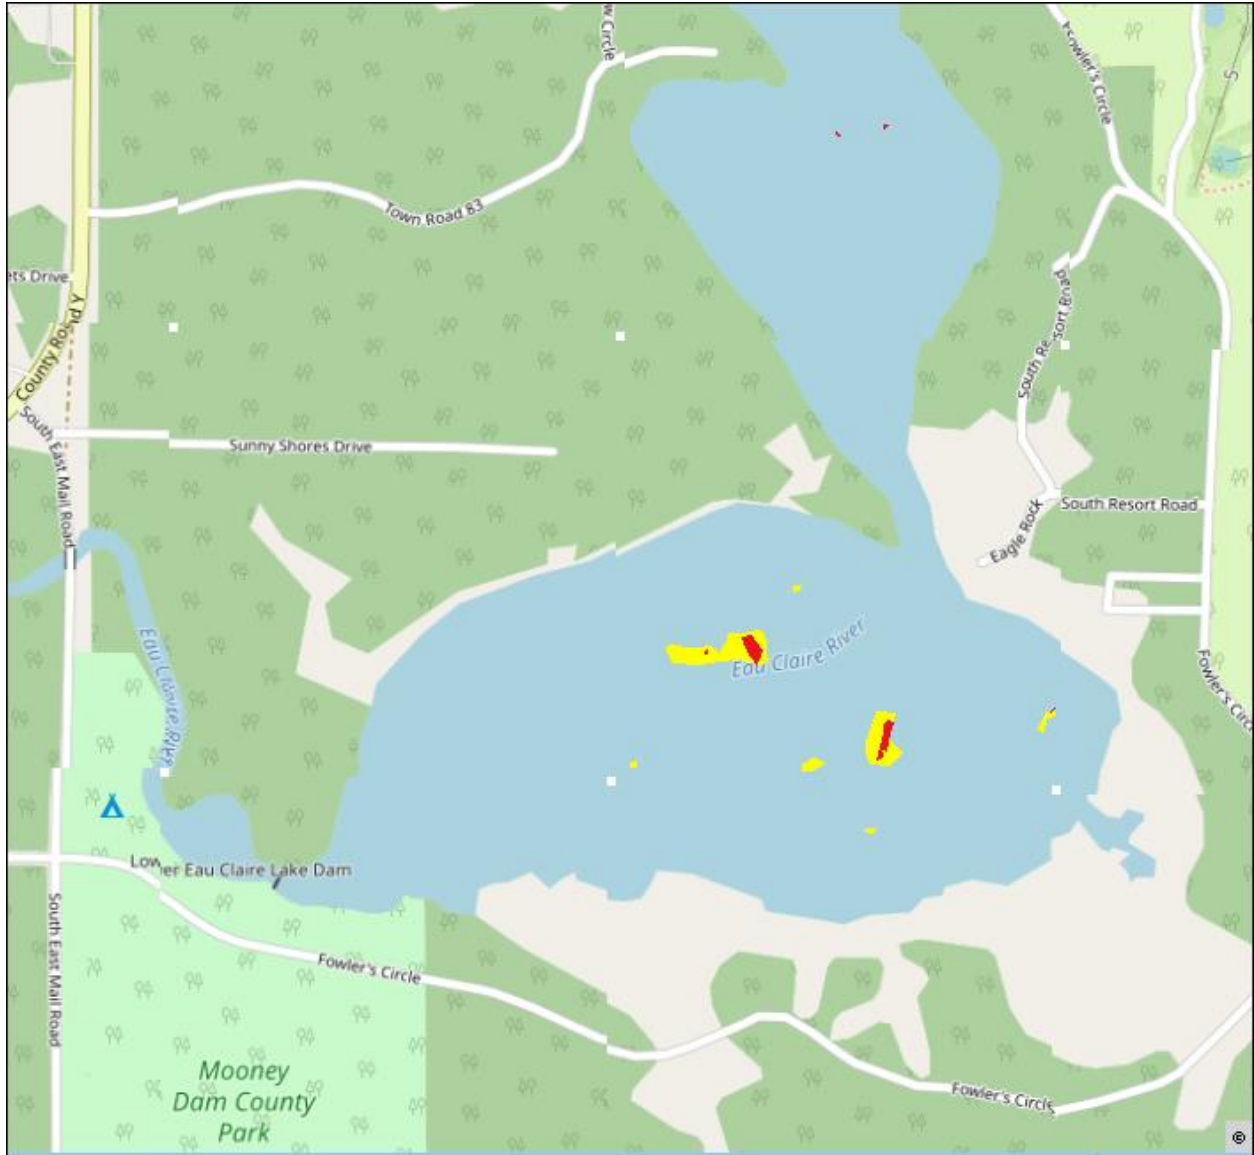 w Circle
Fowler's Circle
S
Town Road 83
ets Drive
County Road Y
South Resort Road
South East Mail Road
Sunny Shores Drive
South Resort Road
Eagle Rock
Eau Claire River
Eau Claire River
Fowler's Circ
Lower Eau Claire Lake Dam
South East Mail Road
Fowler's Circle
Mooney
Dam County
Park
Fowler's Circle
©